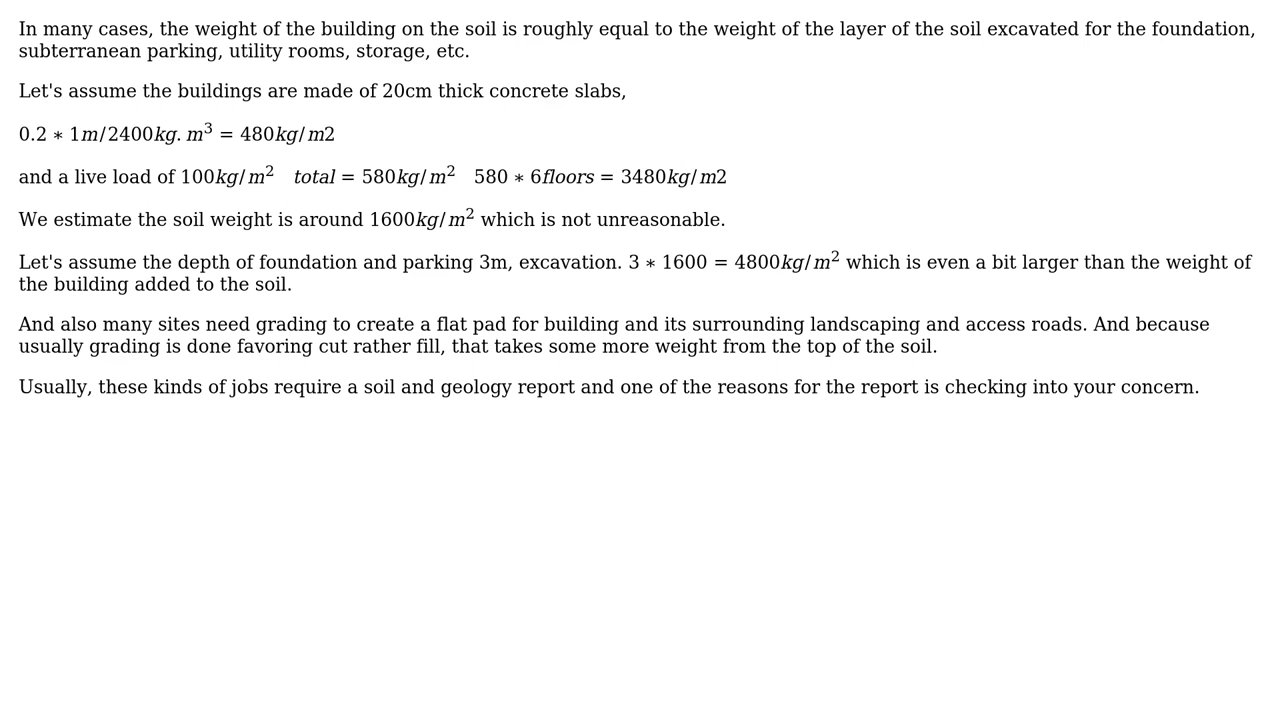 In many cases, the weight of the building on the soil is roughly equal to the weight of the layer of the soil excavated for the foundation,
subterranean parking, utility rooms, storage, etc.
Let's assume the buildings are made of 20cm thick concrete slabs,
0.2 ∗ 1m/2400kg. m³ = 480kg/m2
and a live load of 100kg/m² total = 580kg/m² 580 ∗ 6floors = 3480kg/m2
We estimate the soil weight is around 1600kg/m² which is not unreasonable.
Let's assume the depth of foundation and parking 3m, excavation. 3 ∗ 1600 = 4800kg/m² which is even a bit larger than the weight of
the building added to the soil.
And also many sites need grading to create a flat pad for building and its surrounding landscaping and access roads. And because
usually grading is done favoring cut rather fill, that takes some more weight from the top of the soil.
Usually, these kinds of jobs require a soil and geology report and one of the reasons for the report is checking into your concern.